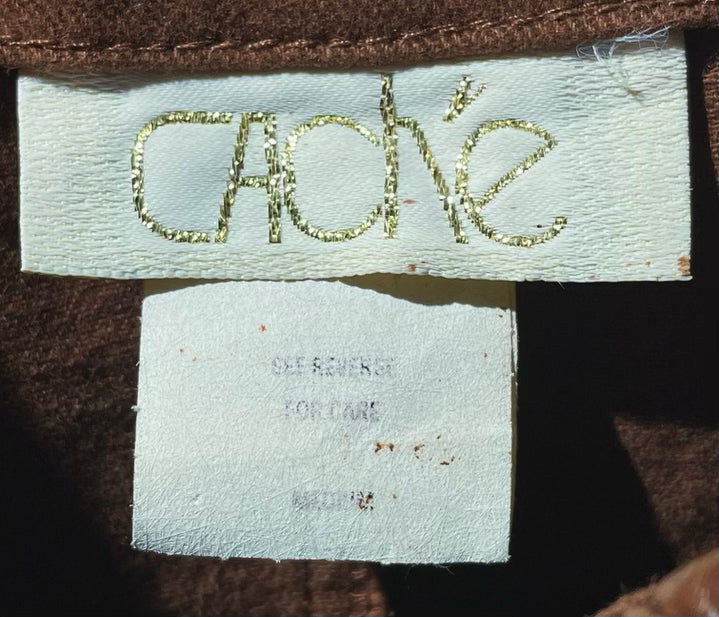 CAché
SEE REVERSE
FOR CARE
MEDIUM